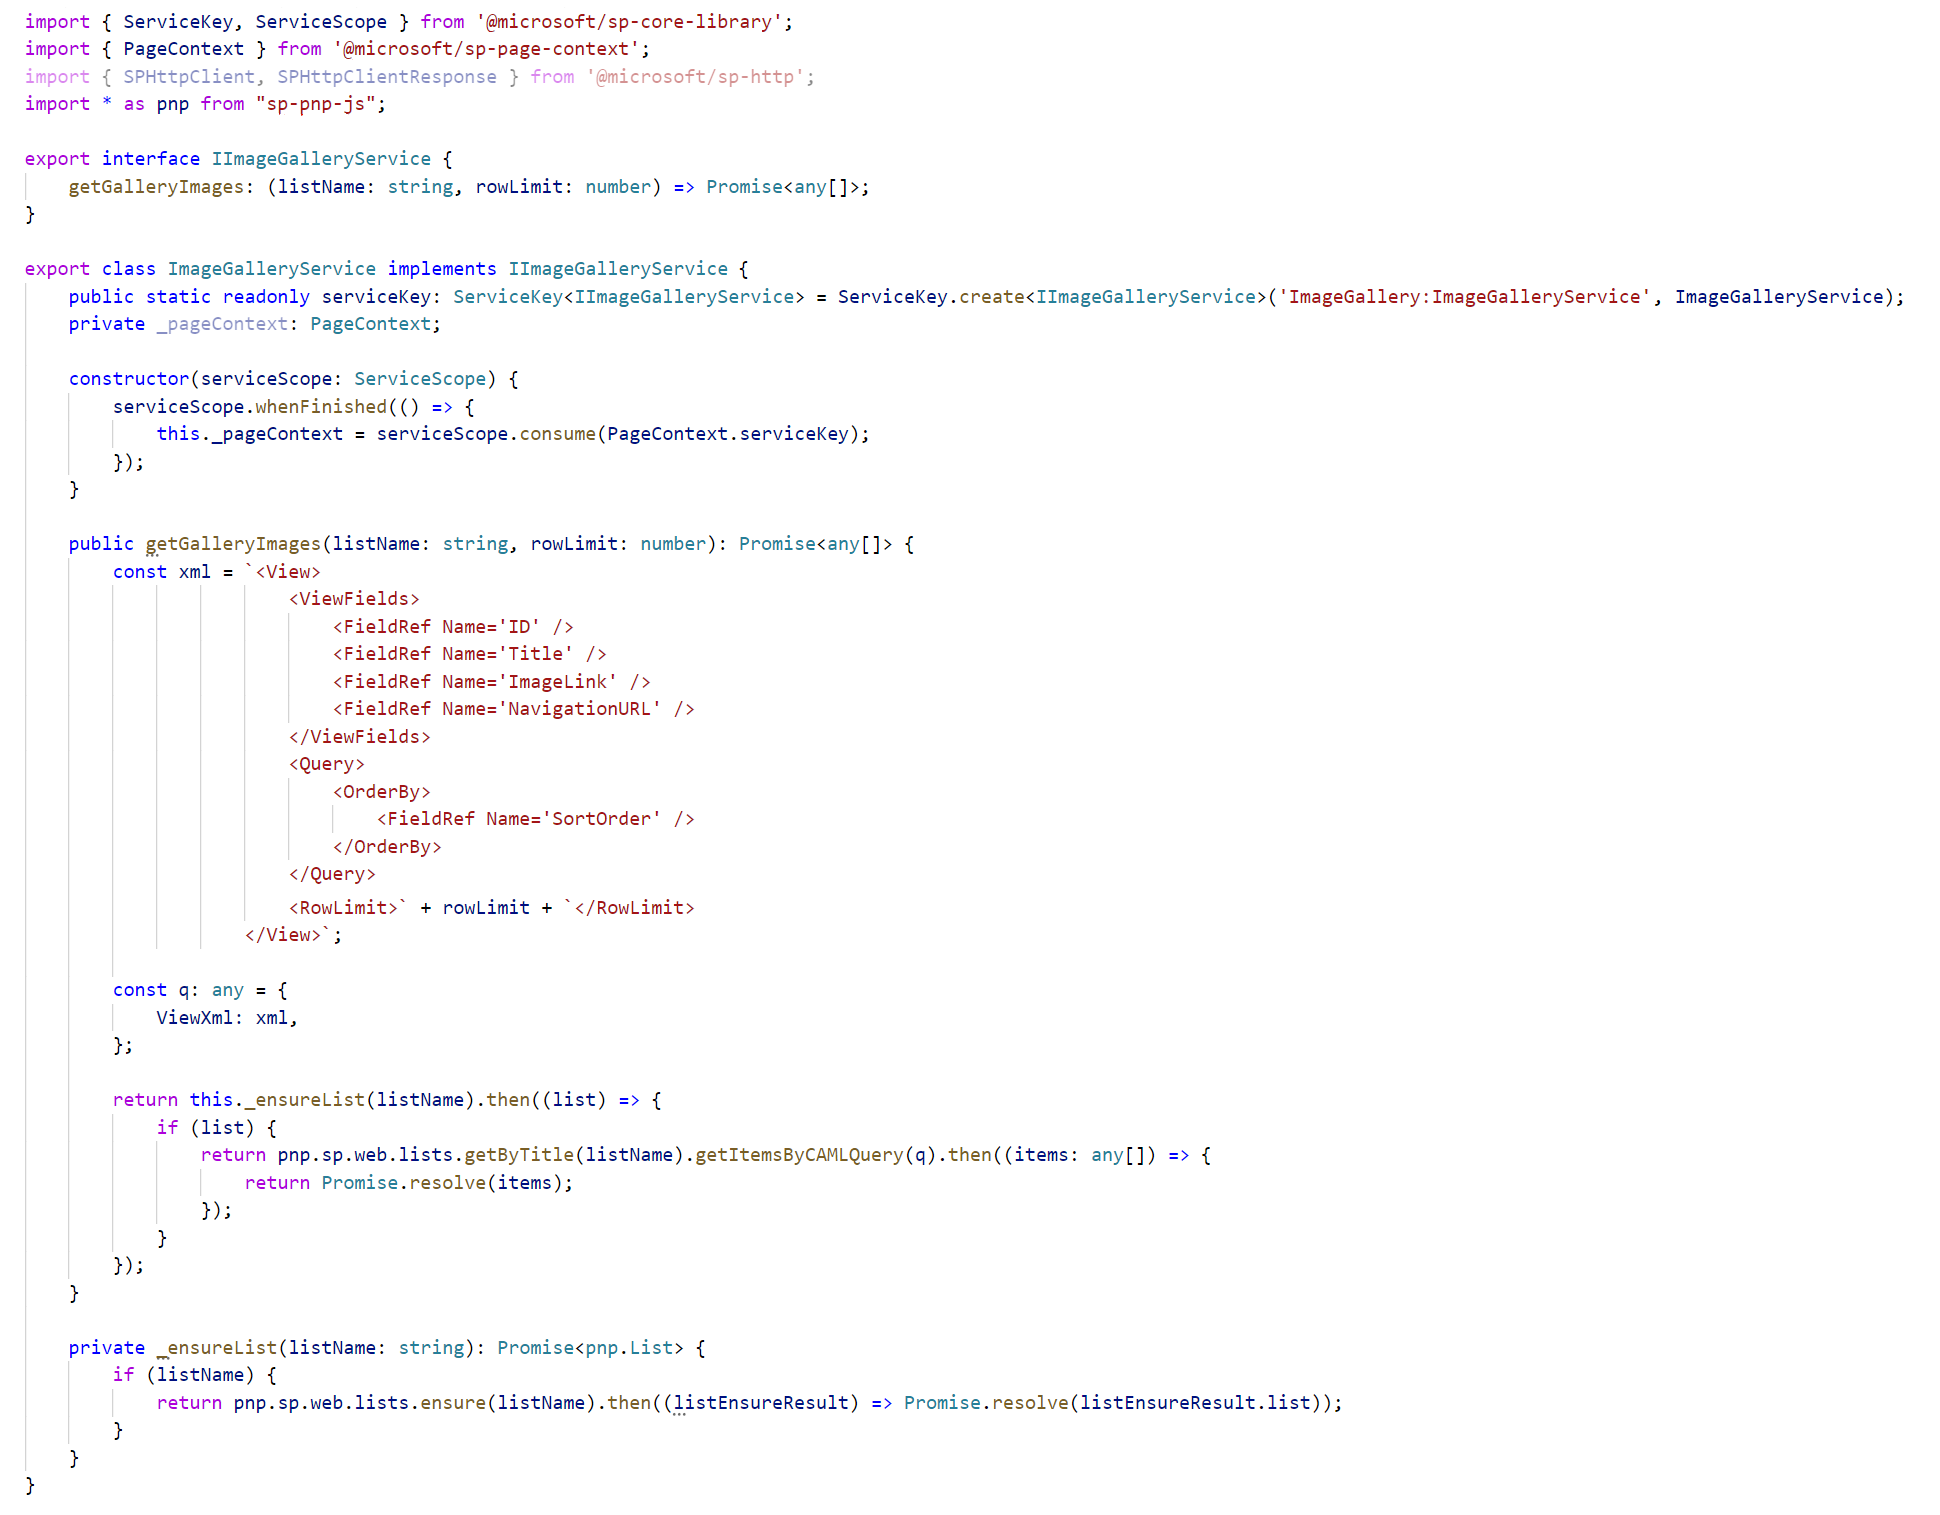 import { ServiceKey, ServiceScope } from '@microsoft/sp-core-library';
import { PageContext } from '@microsoft/sp-page-context';
import { SPHttpClient, SPHttpClientResponse } from '@microsoft/sp-http';
import * as pnp from "sp-pnp-js";

export interface IImageGalleryService {
    getGalleryImages: (listName: string, rowLimit: number) => Promise<any[]>;
}

export class ImageGalleryService implements IImageGalleryService {
    public static readonly serviceKey: ServiceKey<IImageGalleryService> = ServiceKey.create<IImageGalleryService>('ImageGallery:ImageGalleryService', ImageGalleryService);
    private _pageContext: PageContext;

    constructor(serviceScope: ServiceScope) {
        serviceScope.whenFinished(() => {
            this._pageContext = serviceScope.consume(PageContext.serviceKey);
        });
    }

    public getGalleryImages(listName: string, rowLimit: number): Promise<any[]> {
        const xml = `<View>
                        <ViewFields>
                            <FieldRef Name='ID' />
                            <FieldRef Name='Title' />
                            <FieldRef Name='ImageLink' />
                            <FieldRef Name='NavigationURL' />
                        </ViewFields>
                        <Query>
                            <OrderBy>
                                <FieldRef Name='SortOrder' />
                            </OrderBy>
                        </Query>
                        <RowLimit>` + rowLimit + `</RowLimit>
                    </View>`;

        const q: any = {
            ViewXml: xml,
        };

        return this._ensureList(listName).then((list) => {
            if (list) {
                return pnp.sp.web.lists.getByTitle(listName).getItemsByCAMLQuery(q).then((items: any[]) => {
                    return Promise.resolve(items);
                });
            }
        });
    }

    private _ensureList(listName: string): Promise<pnp.List> {
        if (listName) {
            return pnp.sp.web.lists.ensure(listName).then((listEnsureResult) => Promise.resolve(listEnsureResult.list));
        }
    }
}